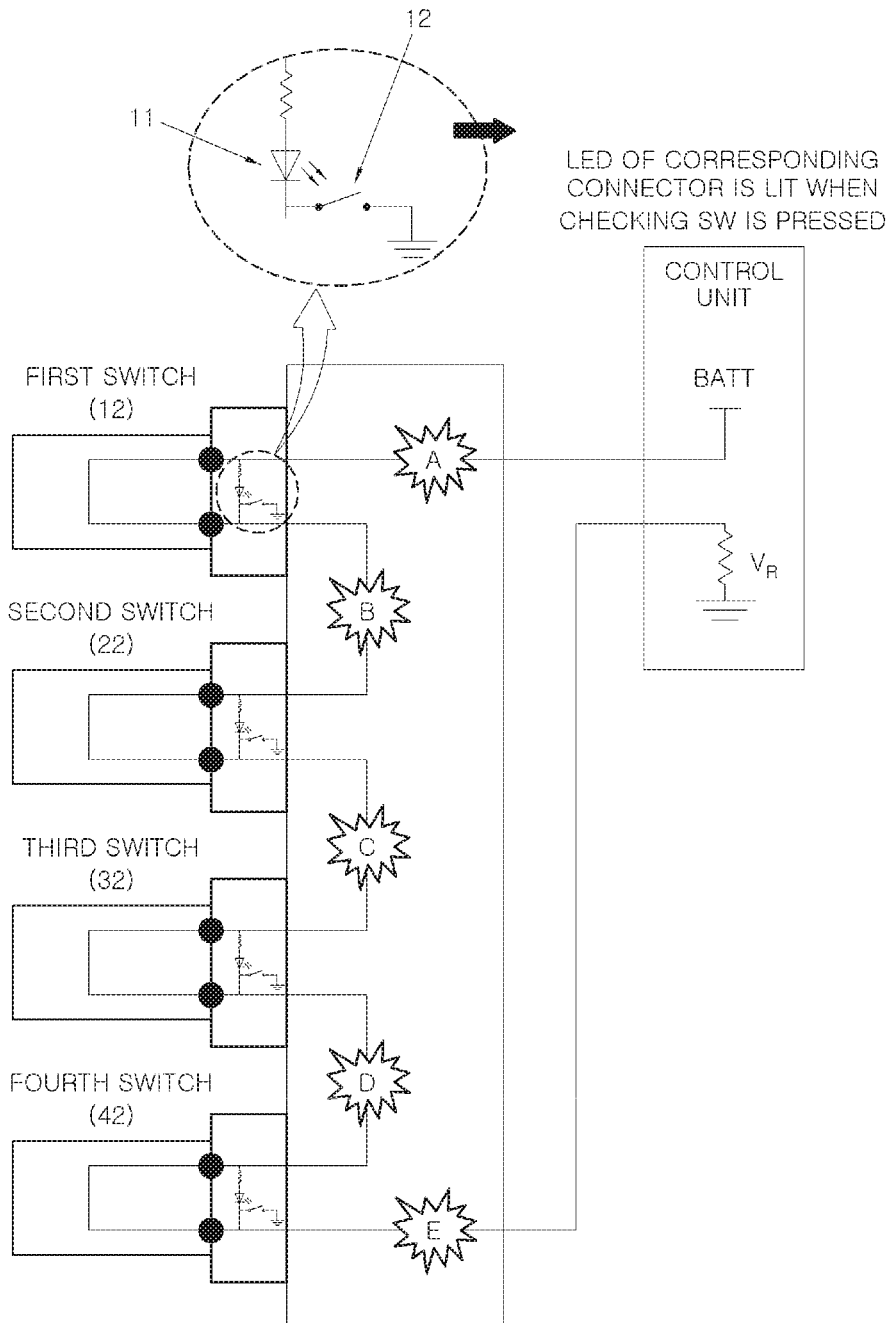 12
11
LED OF CORRESPONDING
CONNECTOR IS LIT WHEN
CHECKING SW IS PRESSED
CONTROL
UNIT
BATT
FIRST SWITCH
(12)
A
VR
B
SECOND SWITCH
(22)
C
THIRD SWITCH
(32)
D
FOURTH SWITCH
(42)
E